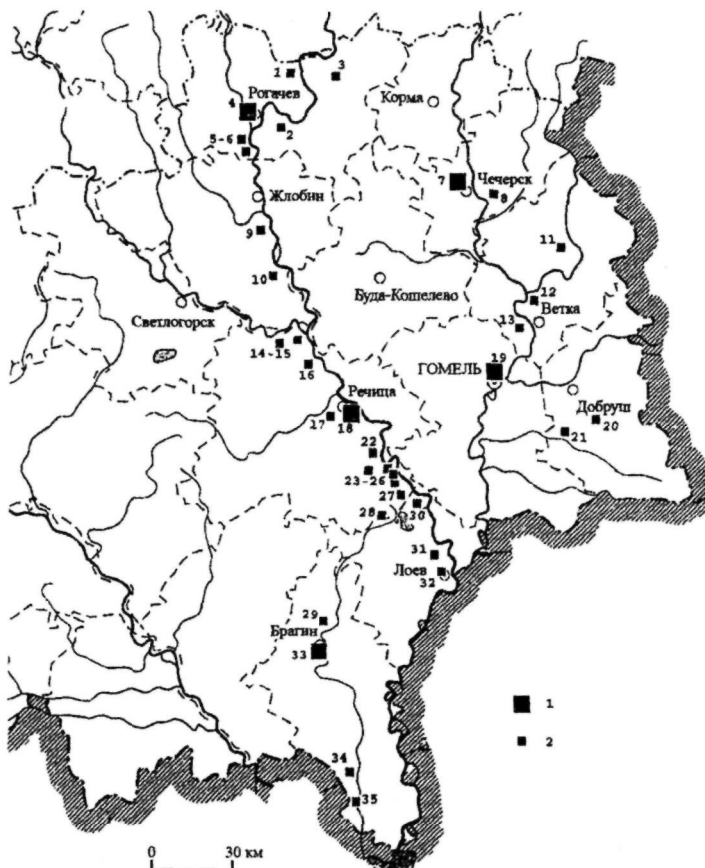 1
3
Рогачев
4
2
Корма
5-6
7
Чечерск
8
Жлобин
9
11
10
Буда-Кошелево
12
Светлогорск
13
Ветка
14-15
19
16
ГОМЕЛЬ
Речица
Добруш
17
18
20
21
22
23-26
27
28
30
31
Лоев
32
29
Брагин
33
1
2
34
35
0 30 км